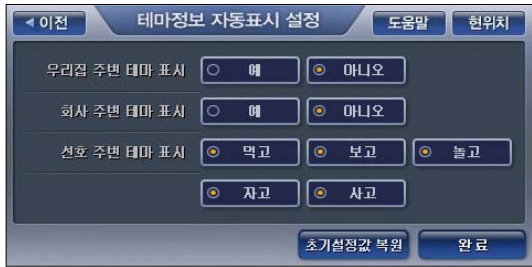 이전 테마정보 자동표시 설정 도움말 현위치
우리집 주변 테마 표시 예 아니오
회사 주변 테마 표시 예 아니오
선호 주변 테마 표시 먹고 보고 놀고
자고 사고
초기설정값 복원 완료